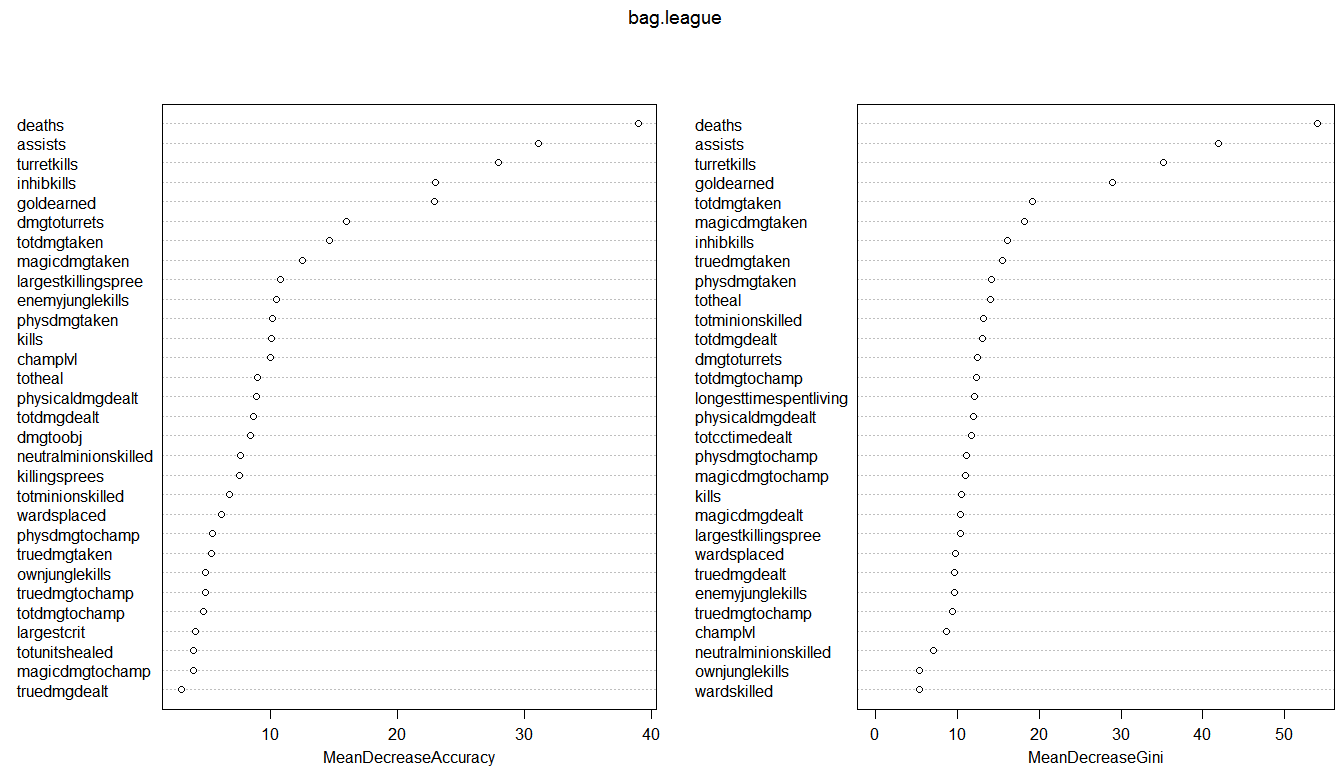 bag.league
deaths
assists
turretkills
inhibkills
goldearned
dmgtoturrets
totdmgtaken
magicdmgtaken
largestkillingspree
enemyjunglekills
physdmgtaken
kills
champlvl
totheal
physicaldmgdealt
totdmgdealt
dmgtoobj
neutralminionskilled
killingsprees
totminionskilled
wardsplaced
physdmgtochamp
truedmgtaken
ownjunglekills
truedmgtochamp
totdmgtochamp
largestcrit
totunitshealed
magicdmgtochamp
truedmgdealt
10 20 30 40
MeanDecreaseAccuracy
deaths
assists
turretkills
goldearned
totdmgtaken
magicdmgtaken
inhibkills
truedmgtaken
physdmgtaken
totheal
totminionskilled
totdmgdealt
dmgtoturrets
totdmgtochamp
longesttimespentliving
physicaldmgdealt
totcctimedealt
physdmgtochamp
magicdmgtochamp
kills
magicdmgdealt
largestkillingspree
wardsplaced
truedmgdealt
enemyjunglekills
truedmgtochamp
champlvl
neutralminionskilled
ownjunglekills
wardskilled
0 10 20 30 40 50
MeanDecreaseGini